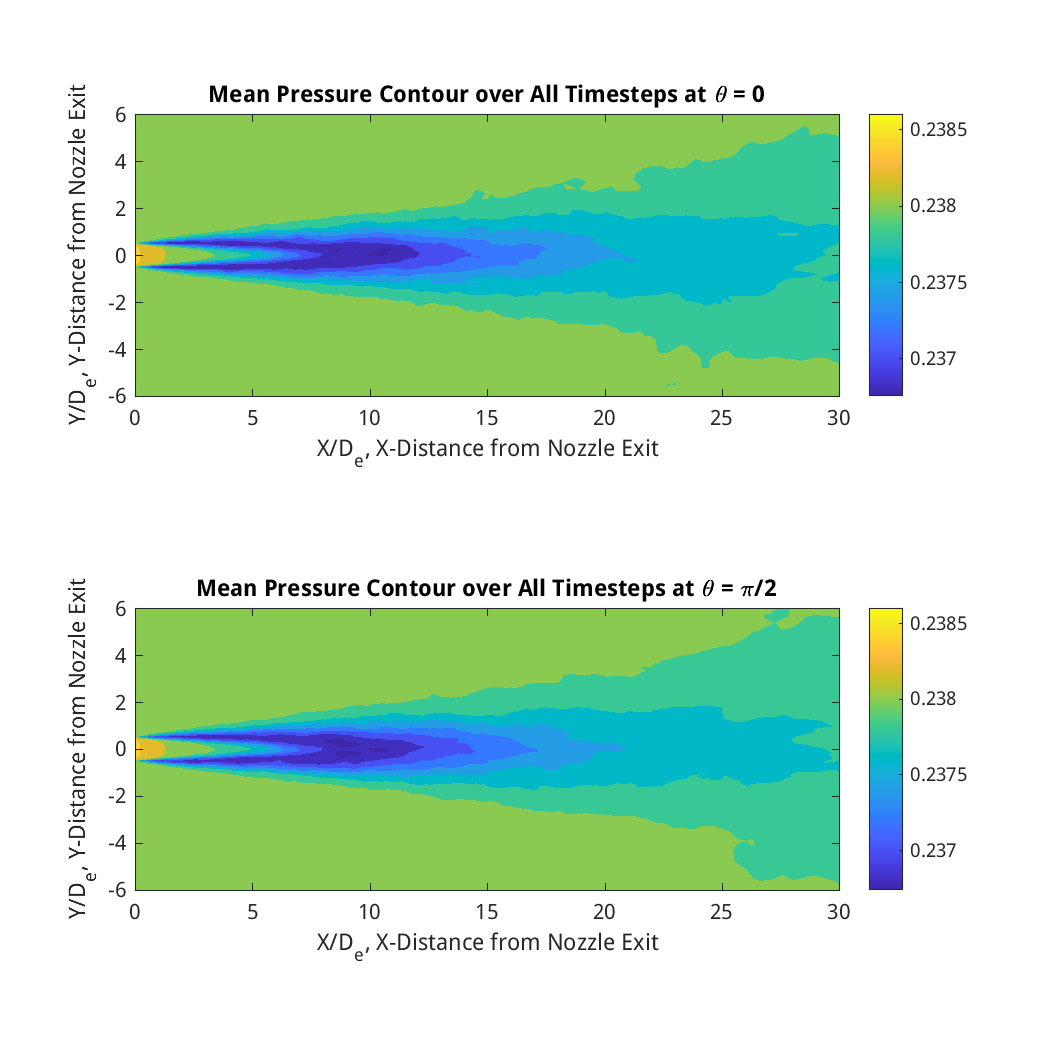 Mean Pressure Contour over All Timesteps at θ = 0
Y/D_e, Y-Distance from Nozzle Exit
6
4
2
0
-2
-4
-6
0 5 10 15 20 25 30
X/D_e, X-Distance from Nozzle Exit
0.2385
0.238
0.2375
0.237
Mean Pressure Contour over All Timesteps at θ = π/2
Y/D_e, Y-Distance from Nozzle Exit
6
4
2
0
-2
-4
-6
0 5 10 15 20 25 30
X/D_e, X-Distance from Nozzle Exit
0.2385
0.238
0.2375
0.237